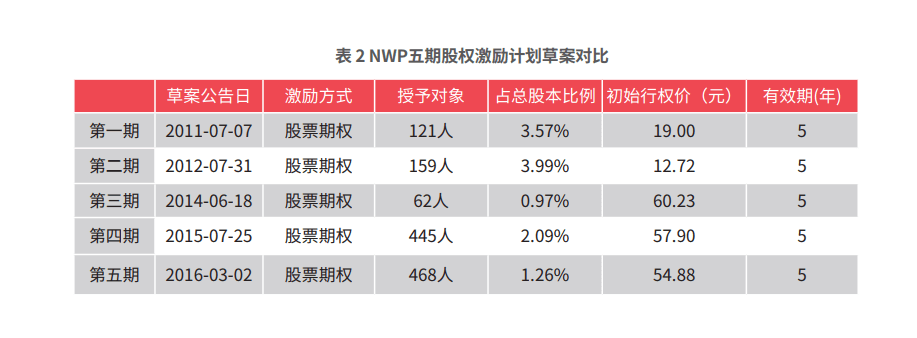 表 2 NWP五期股权激励计划草案对比
草案公告日 激励方式 授予对象 占总股本比例 初始行权价（元） 有效期(年)
第一期 2011-07-07 股票期权 121人 3.57% 19.00 5
第二期 2012-07-31 股票期权 159人 3.99% 12.72 5
第三期 2014-06-18 股票期权 62人 0.97% 60.23 5
第四期 2015-07-25 股票期权 445人 2.09% 57.90 5
第五期 2016-03-02 股票期权 468人 1.26% 54.88 5